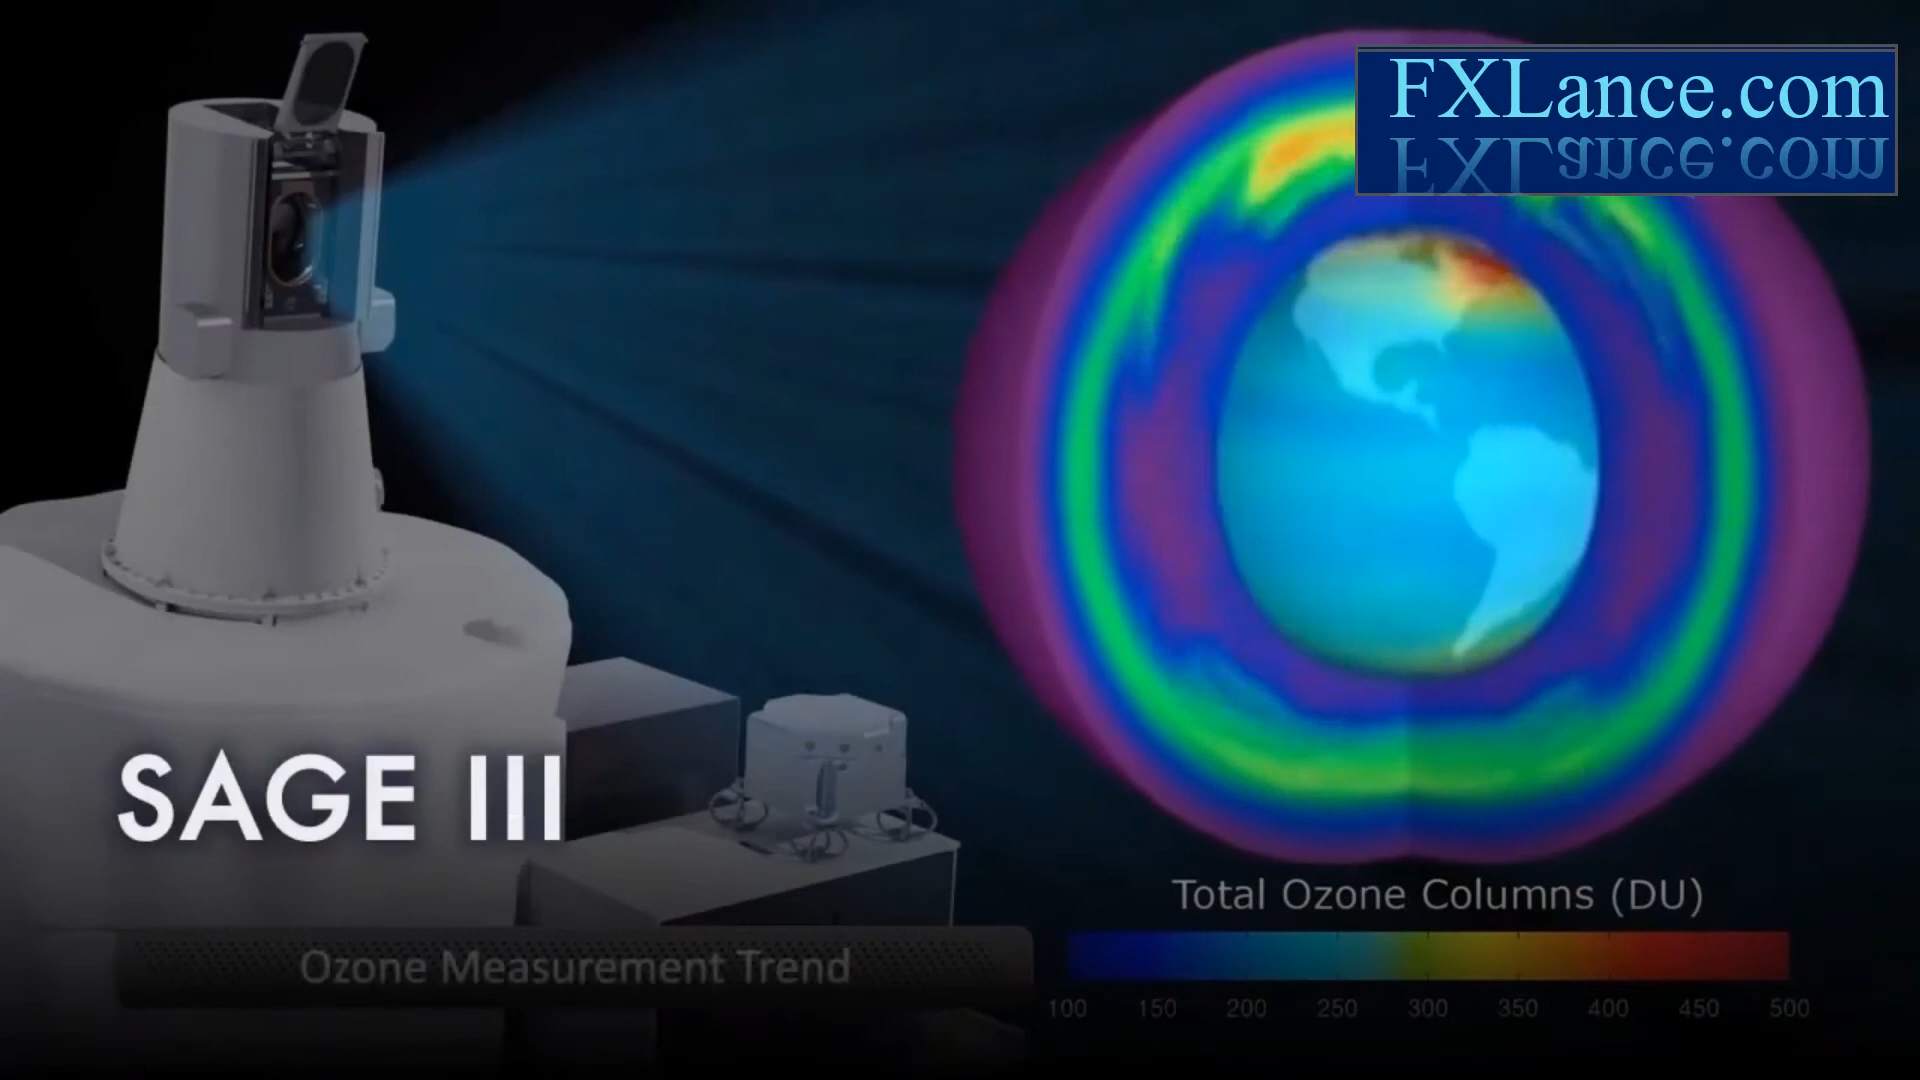 FXLance.com
SAGE III
Ozone Measurement Trend
Total Ozone Columns (DU)
100 150 200 250 300 350 400 450 500